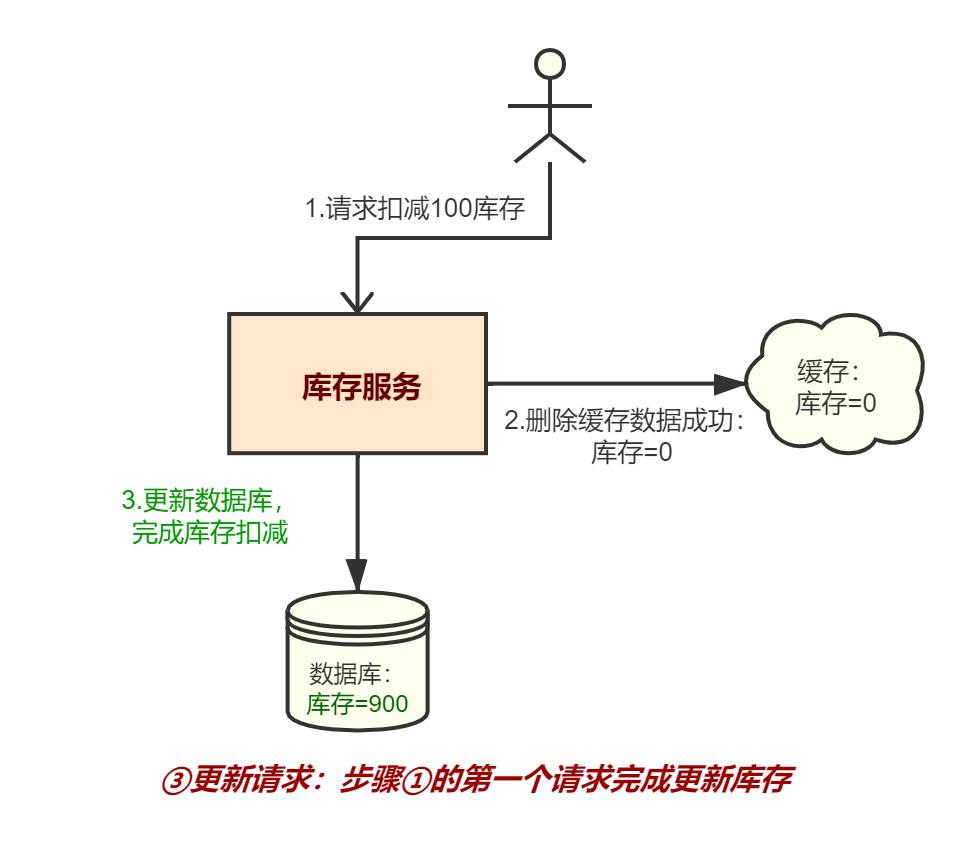 1.请求扣减100库存
库存服务
缓存：
库存=0
2.删除缓存数据成功：
库存=0
3.更新数据库，
完成库存扣减
数据库：
库存=900
③更新请求：步骤①的第一个请求完成更新库存